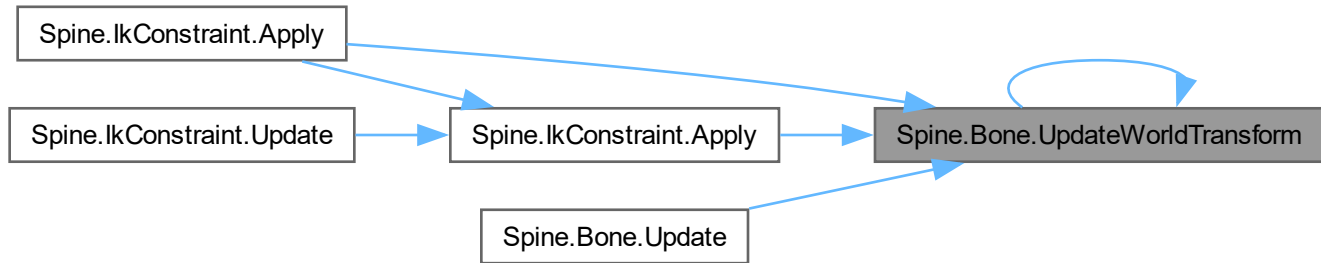 Spine.IkConstraint.Apply
Spine.IkConstraint.Update
Spine.IkConstraint.Apply
Spine.Bone.UpdateWorldTransform
Spine.Bone.Update